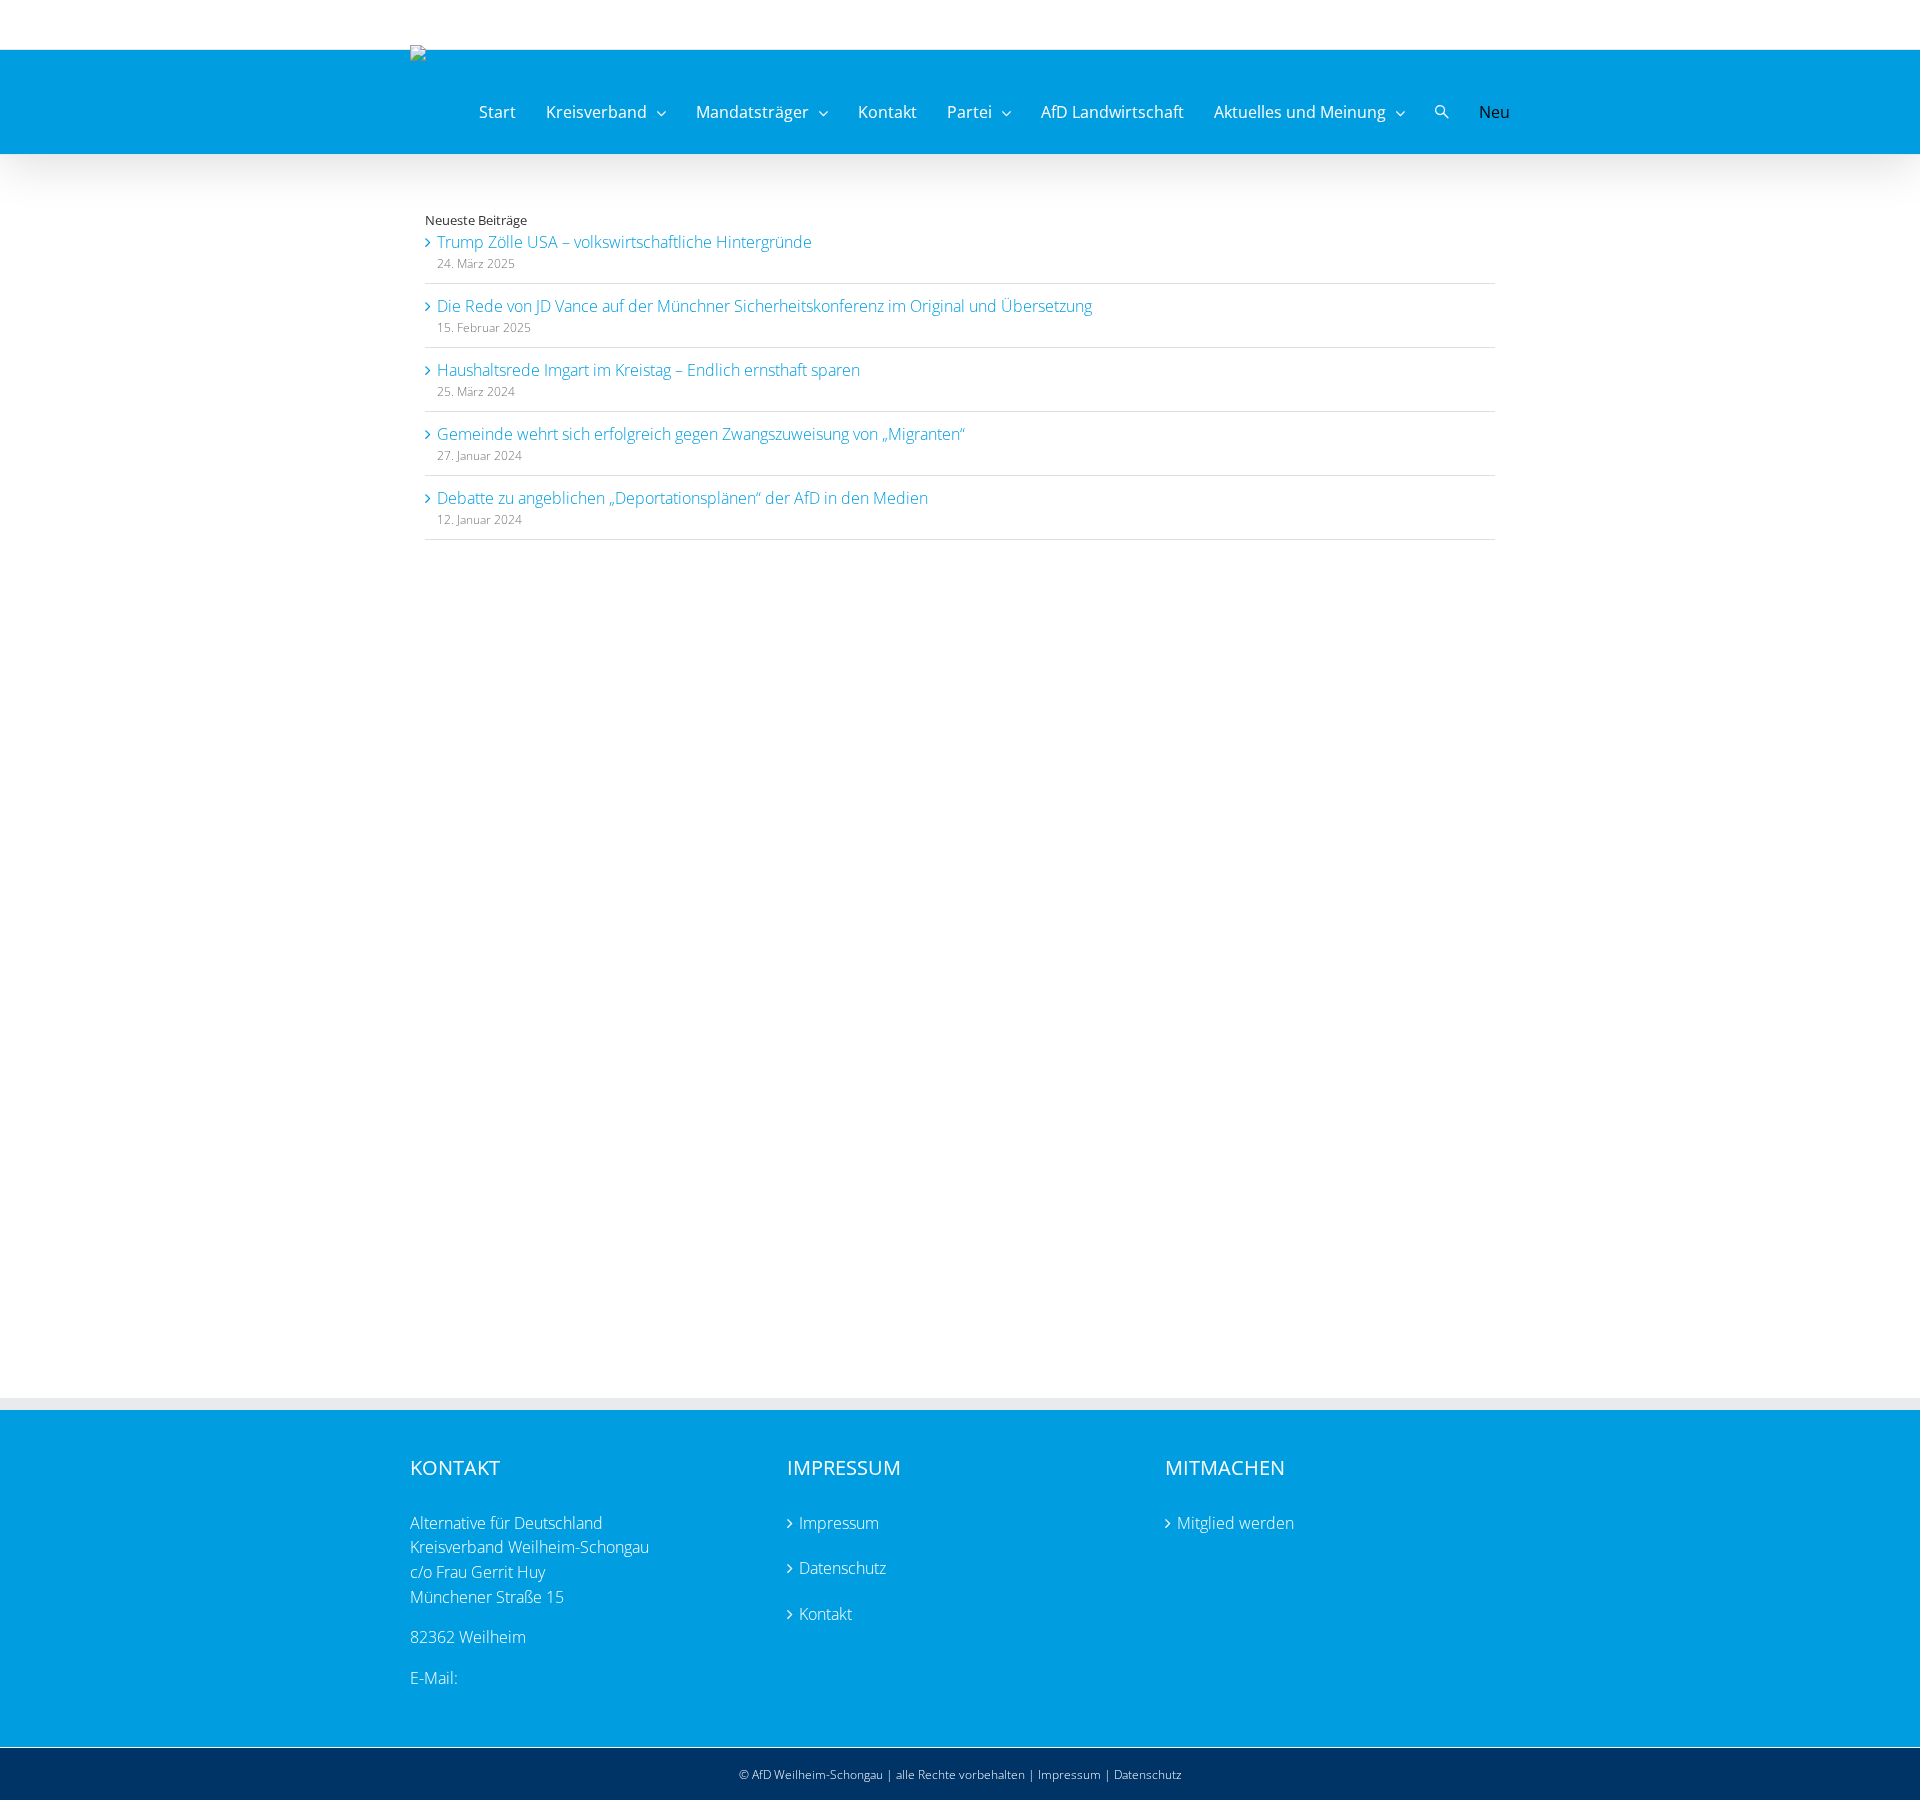 Start Kreisverband Mandatsträger Kontakt Partei AfD Landwirtschaft Aktuelles und Meinung Neu
Neueste Beiträge
Trump Zölle USA – volkswirtschaftliche Hintergründe
24. März 2025
Die Rede von JD Vance auf der Münchner Sicherheitskonferenz im Original und Übersetzung
15. Februar 2025
Haushaltsrede Imgart im Kreistag – Endlich ernsthaft sparen
25. März 2024
Gemeinde wehrt sich erfolgreich gegen Zwangszuweisung von „Migranten“
27. Januar 2024
Debatte zu angeblichen „Deportationsplänen“ der AfD in den Medien
12. Januar 2024
KONTAKT
Alternative für Deutschland
Kreisverband Weilheim-Schongau
c/o Frau Gerrit Huy
Münchener Straße 15
82362 Weilheim
E-Mail:
IMPRESSUM
Impressum
Datenschutz
Kontakt
MITMACHEN
Mitglied werden
© AfD Weilheim-Schongau | alle Rechte vorbehalten | Impressum | Datenschutz